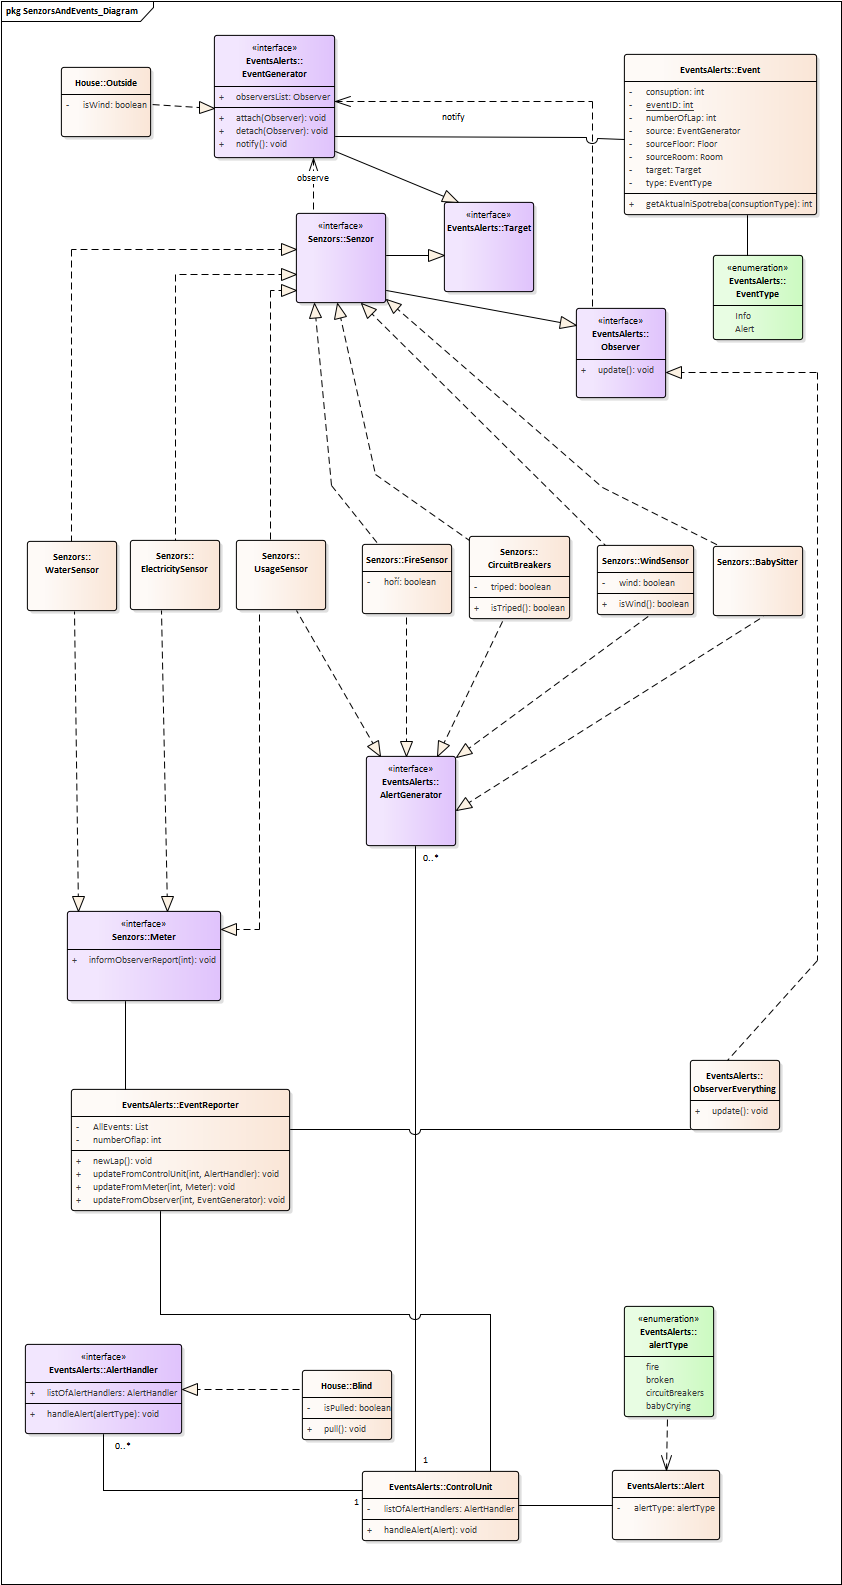 pkg SenzorsAndEvents_Diagram
«interface»
EventsAlerts::
EventGenerator
+ observersList: Observer
+ attach(Observer): void
+ detach(Observer): void
+ notify(): void
House::Outside
- isWind: boolean
EventsAlerts::Event
- consuption: int
- eventID: int
- numberOfLap: int
- source: EventGenerator
- sourceFloor: Floor
- sourceRoom: Room
- target: Target
- type: EventType
+ getAktualniSpotreba(consuptionType): int
notify
observe
«interface»
Senzors::Senzor
«interface»
EventsAlerts::Target
«enumeration»
EventsAlerts::
EventType
Info
Alert
«interface»
EventsAlerts::
Observer
+ update(): void
Senzors::
WaterSensor
Senzors::
ElectricitySensor
Senzors::
UsageSensor
Senzors::FireSensor
- hoří: boolean
Senzors::
CircuitBreakers
- triped: boolean
+ isTriped(): boolean
Senzors::WindSensor
- wind: boolean
+ isWind(): boolean
Senzors::BabySitter
«interface»
EventsAlerts::
AlertGenerator
0..*
«interface»
Senzors::Meter
+ informObserverReport(int): void
EventsAlerts::
ObserverEverything
+ update(): void
EventsAlerts::EventReporter
- AllEvents: List
- numberOflap: int
+ newLap(): void
+ updateFromControlUnit(int, AlertHandler): void
+ updateFromMeter(int, Meter): void
+ updateFromObserver(int, EventGenerator): void
«enumeration»
EventsAlerts::
alertType
fire
broken
circuitBreakers
babyCrying
«interface»
EventsAlerts::AlertHandler
+ listOfAlertHandlers: AlertHandler
+ handleAlert(alertType): void
House::Blind
- isPulled: boolean
+ pull(): void
0..*
1
1
EventsAlerts::ControlUnit
- listOfAlertHandlers: AlertHandler
+ handleAlert(Alert): void
EventsAlerts::Alert
- alertType: alertType